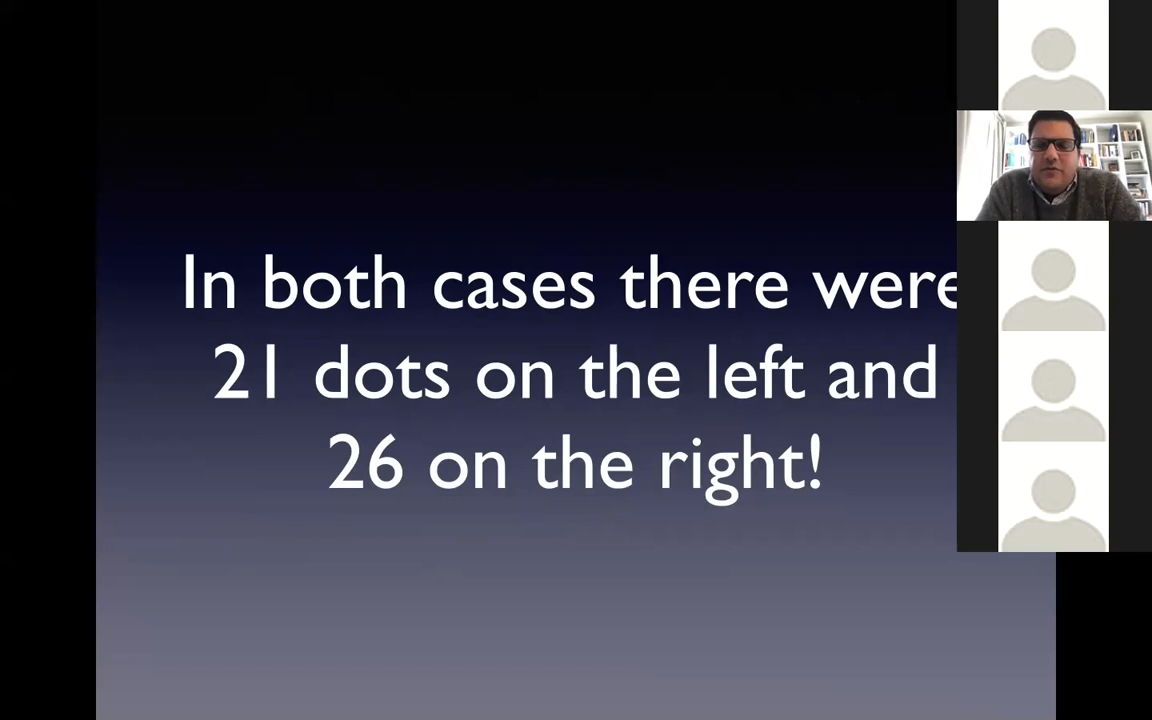 In both cases there were
21 dots on the left and
26 on the right!